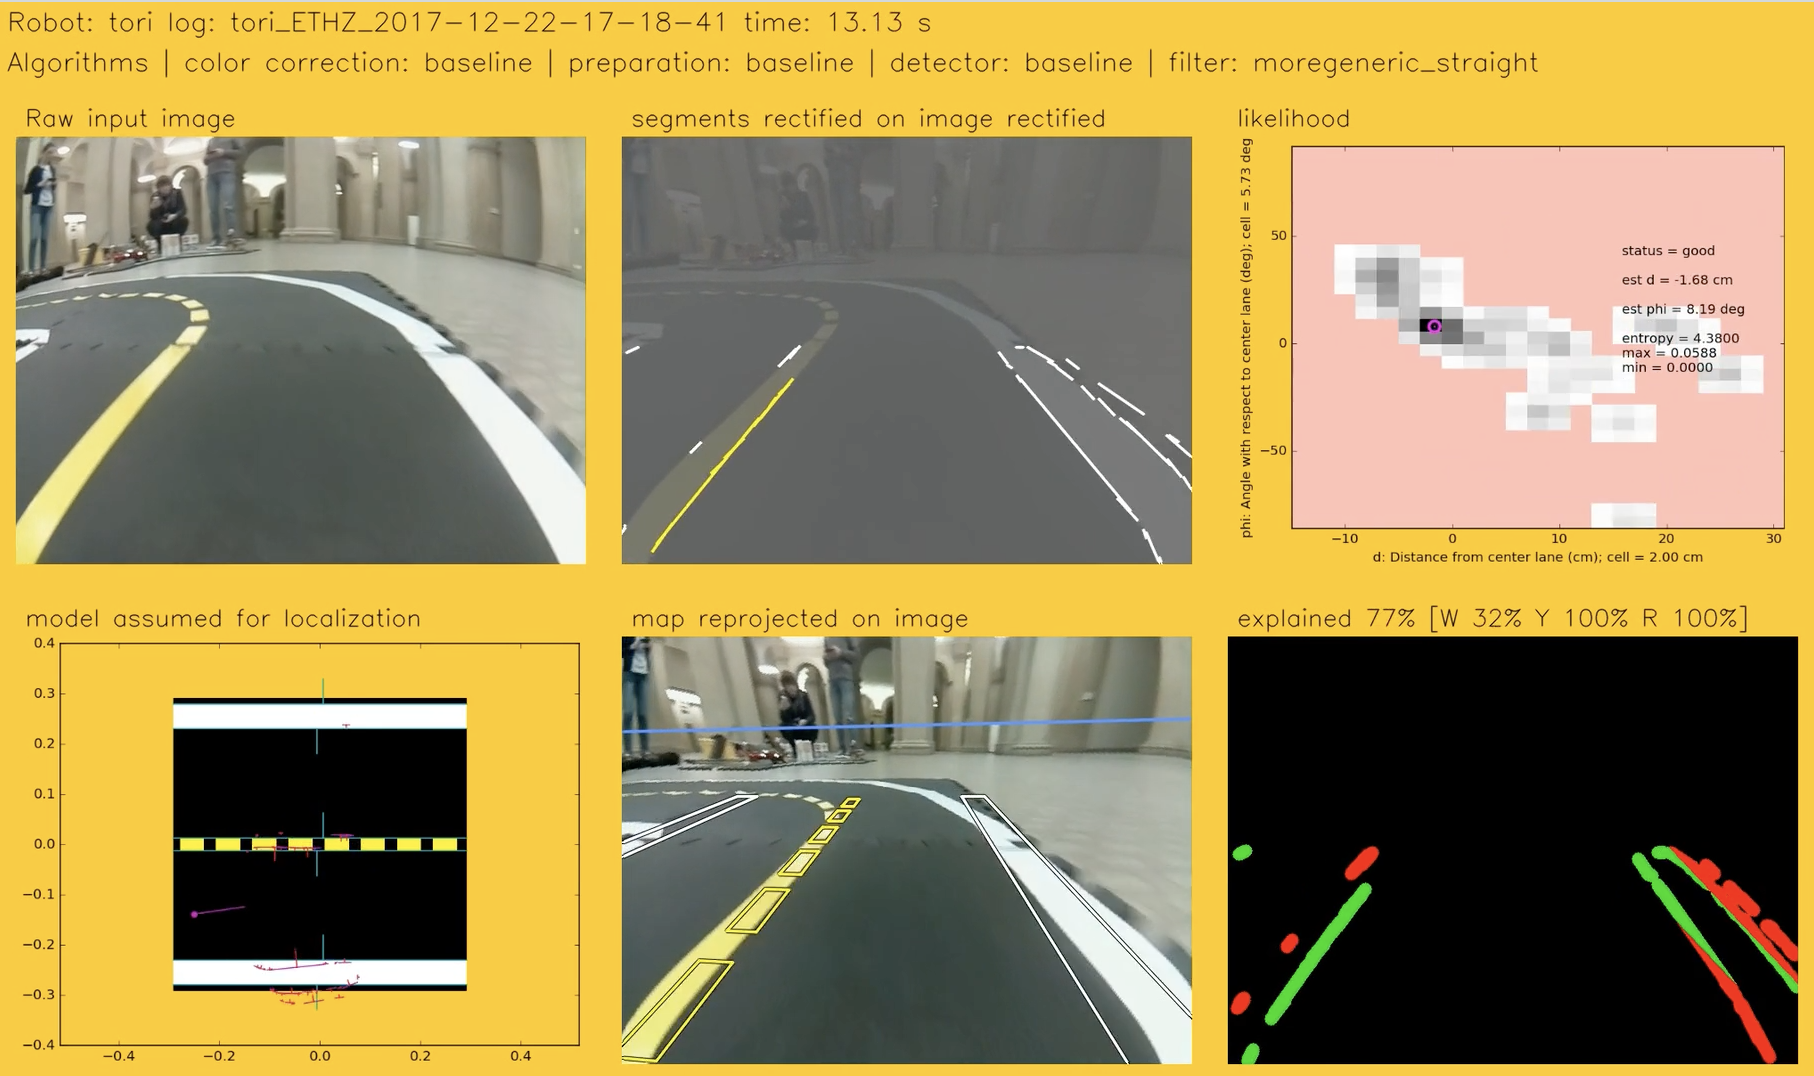 Robot: tori log: tori_ETHZ_2017-12-22-17-18-41 time: 13.13 s
Algorithms | color correction: baseline | preparation: baseline | detector: baseline | filter: moregeneric_straight
Raw input image
segments rectified on image rectified
likelihood
phi: Angle with respect to center lane (deg); cell = 5.73 deg
50
0
−50
status = good
est d = -1.68 cm
est phi = 8.19 deg
entropy = 4.3800
max = 0.0588
min = 0.0000
−10 0 10 20 30
d: Distance from center lane (cm); cell = 2.00 cm
model assumed for localization
0.4
0.3
0.2
0.1
0.0
−0.1
−0.2
−0.3
−0.4
−0.4 −0.2 0.0 0.2 0.4
map reprojected on image
explained 77% [W 32% Y 100% R 100%]